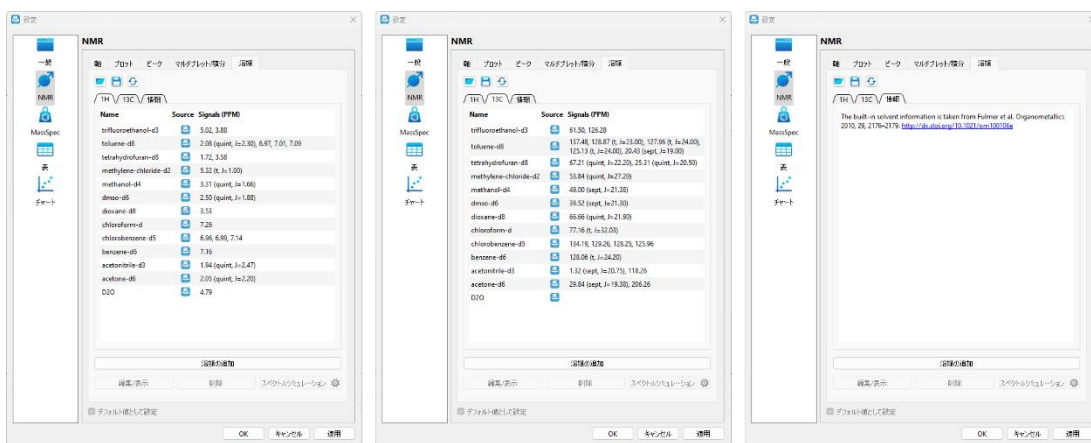 設定
NMR
一般
NMR
MassSpec
表
チャート
軸 プロット ピーク マルチプレット/積分 溶媒
1H 13C 情報
Name Source Signals (PPM)
trifluoroethanol-d3 5.02, 3.88
toluene-d8 2.08 (quint, J=2.30), 6.97, 7.01, 7.09
tetrahydrofuran-d8 1.72, 3.58
methylene-chloride-d2 5.32 (t, J=1.00)
methanol-d4 3.31 (quint, J=1.66)
dmso-d6 2.50 (quint, J=1.88)
dioxane-d8 3.53
chloroform-d 7.26
chlorobenzene-d5 6.96, 6.99, 7.14
benzene-d6 7.16
acetonitrile-d3 1.94 (quint, J=2.47)
acetone-d6 2.05 (quint, J=2.20)
D2O 4.79
溶媒の追加
編集/表示 削除 スペクトルシミュレーション
デフォルト値として設定
OK キャンセル 適用
設定
NMR
一般
NMR
MassSpec
表
チャート
軸 プロット ピーク マルチプレット/積分 溶媒
1H 13C 情報
Name Source Signals (PPM)
trifluoroethanol-d3 61.50, 126.28
toluene-d8 137.48, 128.87 (t, J=23.00), 127.96 (t, J=24.00),
125.13 (t, J=24.00), 20.43 (sept, J=19.00)
tetrahydrofuran-d8 67.21 (quint, J=22.20), 25.31 (quint, J=20.50)
methylene-chloride-d2 53.84 (quint, J=27.20)
methanol-d4 49.00 (sept, J=21.30)
dmso-d6 39.52 (sept, J=21.30)
dioxane-d8 66.66 (quint, J=21.90)
chloroform-d 77.16 (t, J=32.03)
chlorobenzene-d5 134.19, 129.26, 128.25, 125.96
benzene-d6 128.06 (t, J=24.20)
acetonitrile-d3 1.32 (sept, J=20.75), 118.26
acetone-d6 29.84 (sept, J=19.38), 206.26
D2O
溶媒の追加
編集/表示 削除 スペクトルシミュレーション
デフォルト値として設定
OK キャンセル 適用
設定
NMR
一般
NMR
MassSpec
表
チャート
軸 プロット ピーク マルチプレット/積分 溶媒
1H 13C 情報
The built-in solvent information is taken from Fulmer et al. Organometallics
2010, 29, 2176–2179. http://dx.doi.org/10.1021/om100106e
溶媒の追加
編集/表示 削除 スペクトルシミュレーション
デフォルト値として設定
OK キャンセル 適用